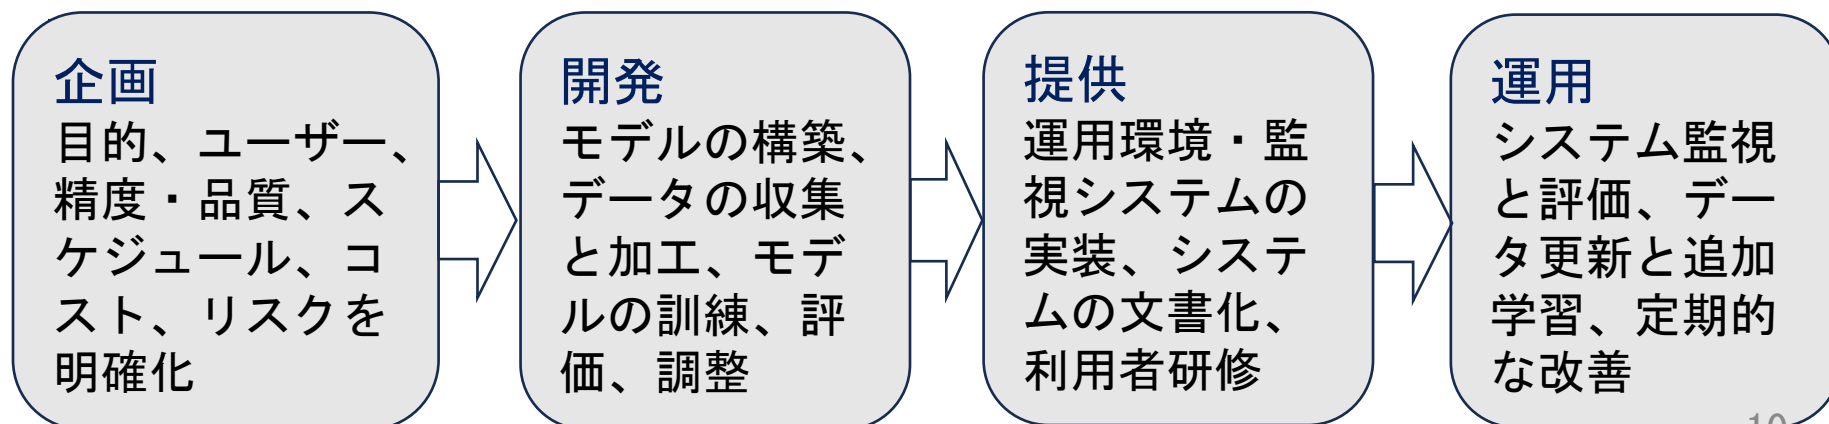 企画
目的、ユーザー、
精度・品質、ス
ケジュール、コ
スト、リスクを
明確化
開発
モデルの構築、
データの収集
と加工、モデ
ルの訓練、評
価、調整
提供
運用環境・監
視システムの
実装、システ
ムの文書化、
利用者研修
運用
システム監視
と評価、デー
タ更新と追加
学習、定期的
な改善
10